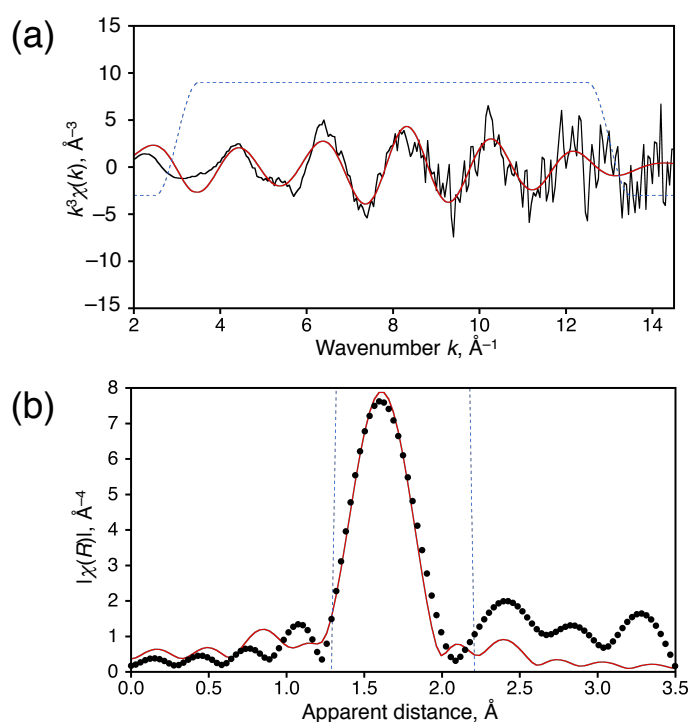 (a)
15
10
5
0
−5
−10
−15
k³χ(k), Å⁻³
2 4 6 8 10 12 14
Wavenumber k, Å⁻¹
(b)
8
7
6
5
4
3
2
1
0
|χ(R)|, Å⁻⁴
0.0 0.5 1.0 1.5 2.0 2.5 3.0 3.5
Apparent distance, Å